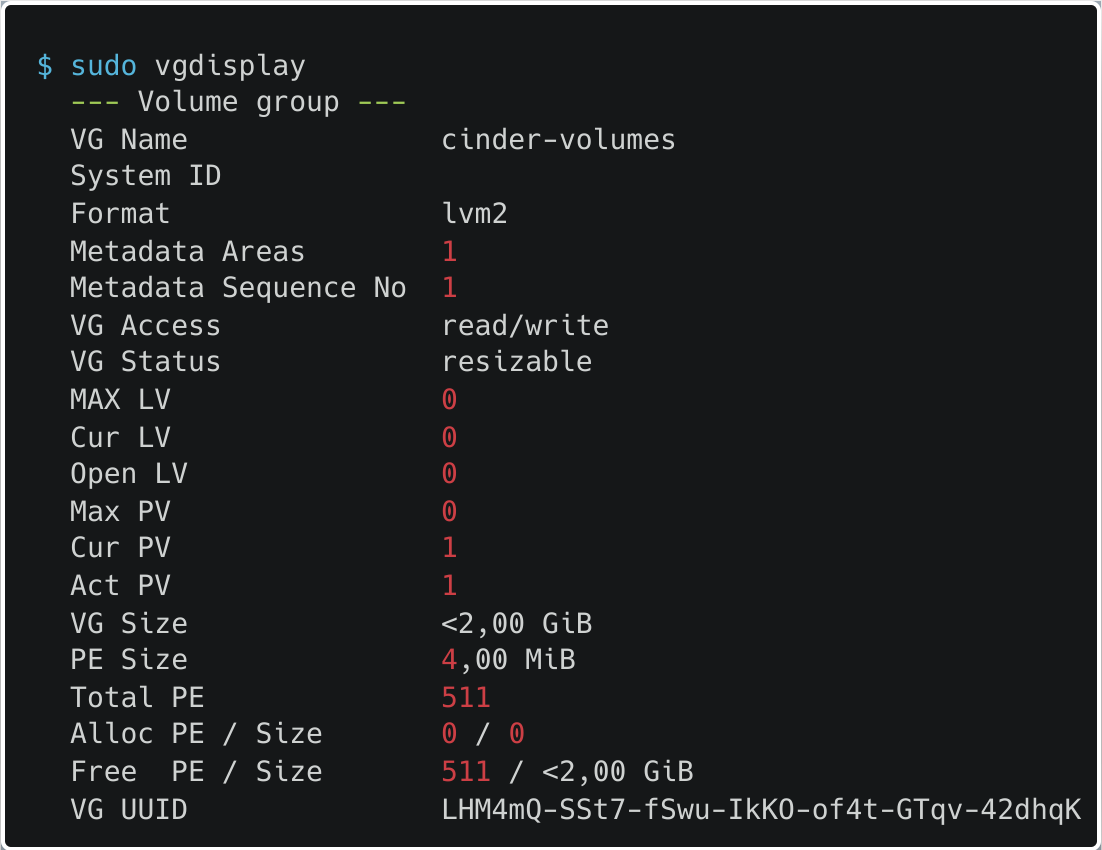 $ sudo vgdisplay
--- Volume group ---
VG Name cinder-volumes
System ID
Format lvm2
Metadata Areas 1
Metadata Sequence No 1
VG Access read/write
VG Status resizable
MAX LV 0
Cur LV 0
Open LV 0
Max PV 0
Cur PV 1
Act PV 1
VG Size <2,00 GiB
PE Size 4,00 MiB
Total PE 511
Alloc PE / Size 0 / 0
Free  PE / Size 511 / <2,00 GiB
VG UUID LHM4mQ-SSt7-fSwu-IkKO-of4t-GTqv-42dhqK